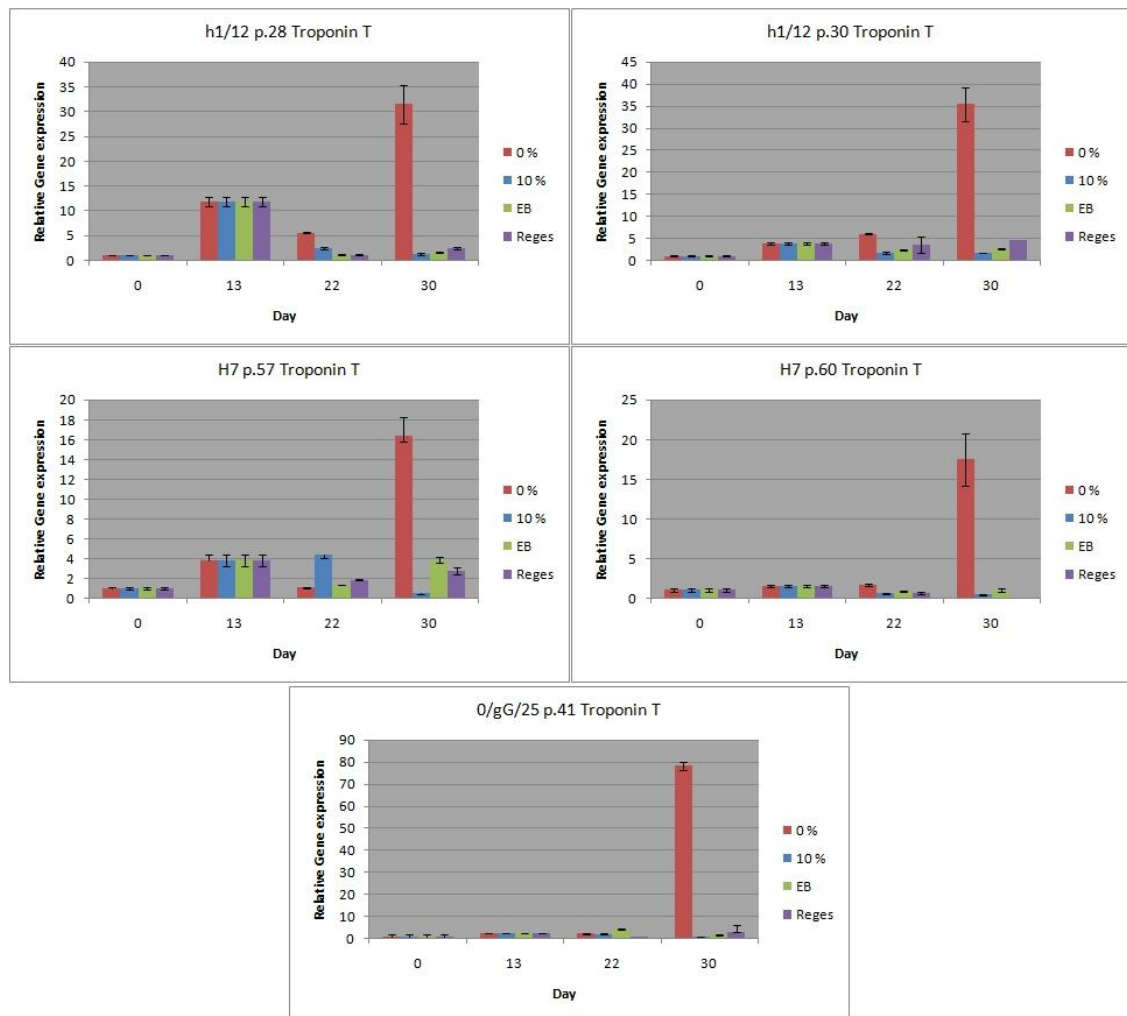 h1/12 p.28 Troponin T
Relative Gene expression
40
35
30
25
20
15
10
5
0
0 13 22 30
Day
0 %
10 %
EB
Reges
h1/12 p.30 Troponin T
Relative Gene expression
45
40
35
30
25
20
15
10
5
0
0 13 22 30
Day
0 %
10 %
EB
Reges
H7 p.57 Troponin T
Relative Gene expression
20
18
16
14
12
10
8
6
4
2
0
0 13 22 30
Day
0 %
10 %
EB
Reges
H7 p.60 Troponin T
Relative Gene expression
25
20
15
10
5
0
0 13 22 30
Day
0 %
10 %
EB
Reges
0/gG/25 p.41 Troponin T
Relative Gene expression
90
80
70
60
50
40
30
20
10
0
0 13 22 30
Day
0 %
10 %
EB
Reges